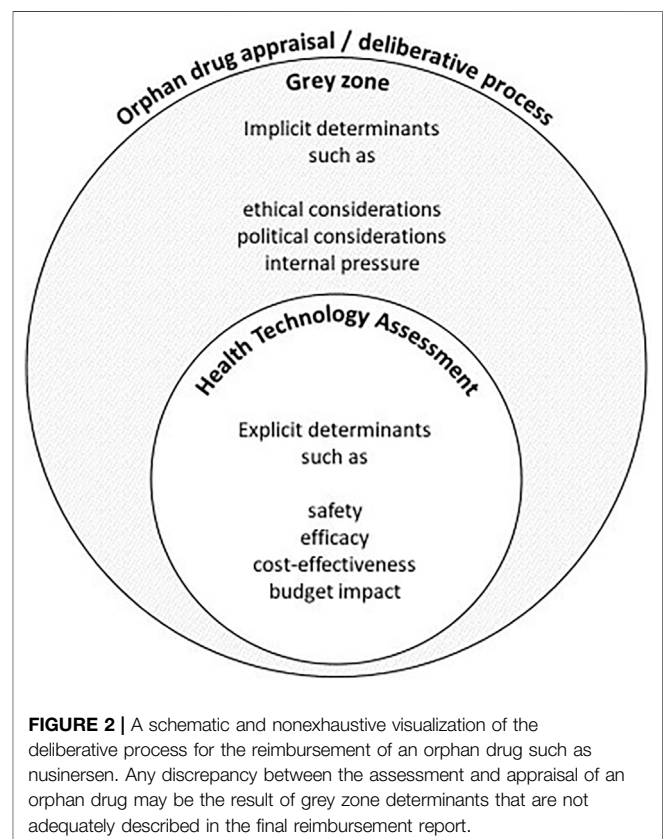 Orphan drug appraisal / deliberative process
Grey zone
Implicit determinants
such as
ethical considerations
political considerations
internal pressure
Health Technology Assessment
Explicit determinants
such as
safety
efficacy
cost-effectiveness
budget impact
FIGURE 2 | A schematic and nonexhaustive visualization of the
deliberative process for the reimbursement of an orphan drug such as
nusinersen. Any discrepancy between the assessment and appraisal of an
orphan drug may be the result of grey zone determinants that are not
adequately described in the final reimbursement report.